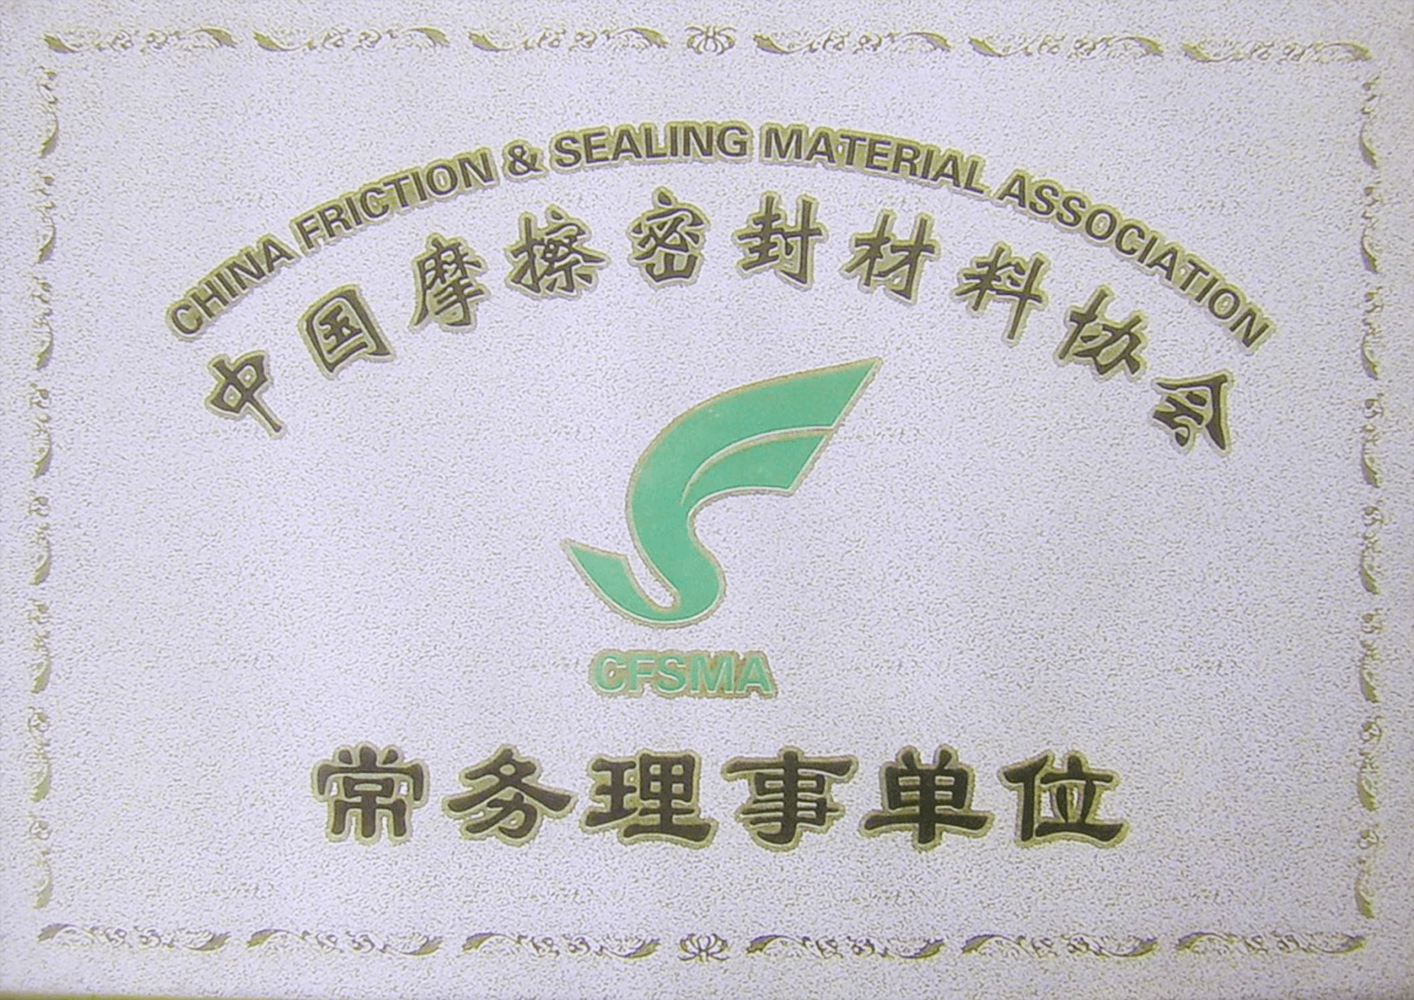 CHINA FRICTION & SEALING MATERIAL ASSOCIATION
中国摩擦密封材料协会
CFSMA
常务理事单位